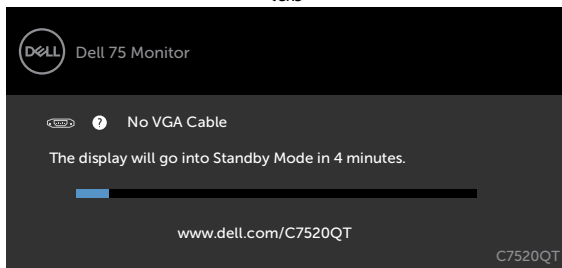 DELL
Dell 75 Monitor
? No VGA Cable
The display will go into Standby Mode in 4 minutes.
www.dell.com/C7520QT
C7520QT